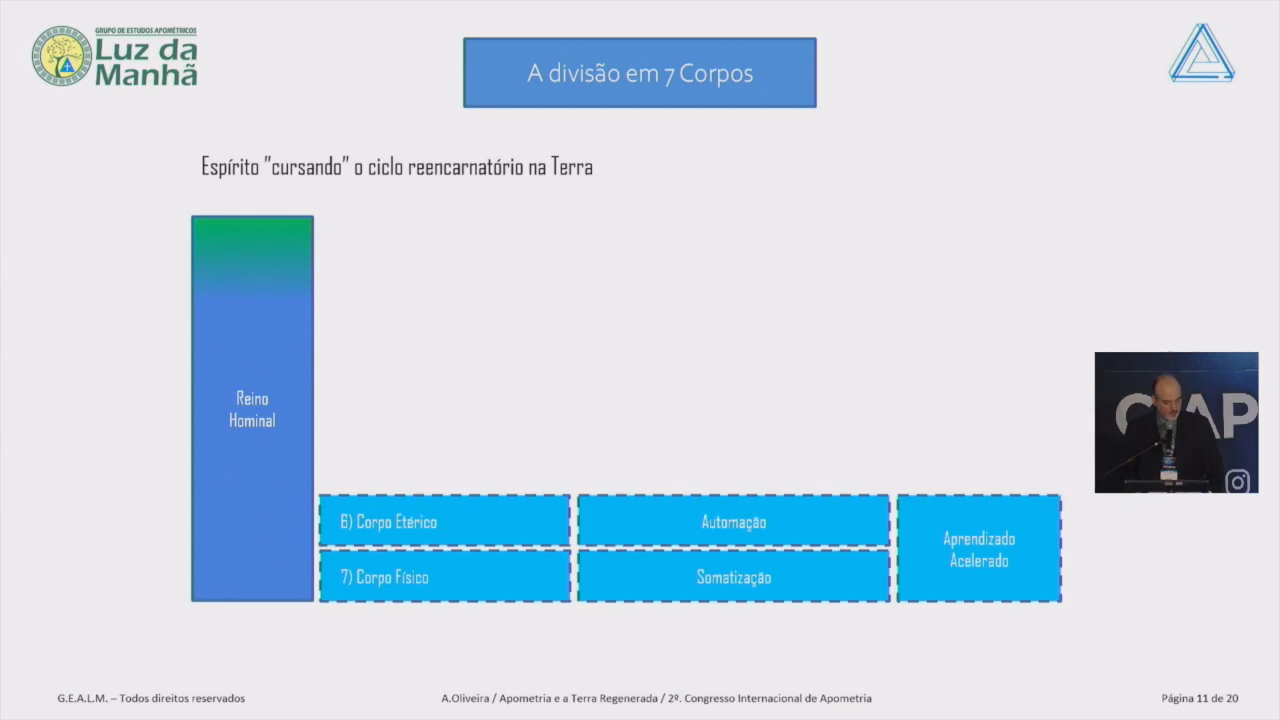 GRUPO DE ESTUDOS APOMÉTRICOS
Luz da
Manhã
A divisão em 7 Corpos
Espírito "cursando" o ciclo reencarnatório na Terra
Reino
Hominal
6) Corpo Etérico
Automação
7) Corpo Físico
Somatização
Aprendizado
Acelerado
G.E.A.L.M. – Todos direitos reservados
A.Oliveira / Apometria e a Terra Regenerada / 2º. Congresso Internacional de Apometria
Página 11 de 20